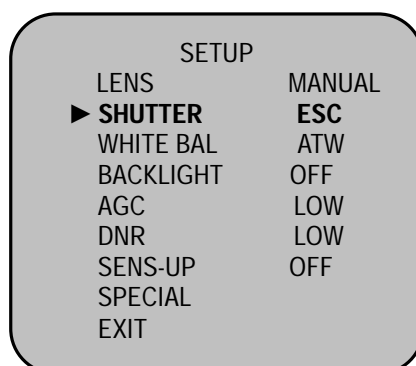 SETUP
LENS MANUAL
► SHUTTER ESC
WHITE BAL ATW
BACKLIGHT OFF
AGC LOW
DNR LOW
SENS-UP OFF
SPECIAL
EXIT